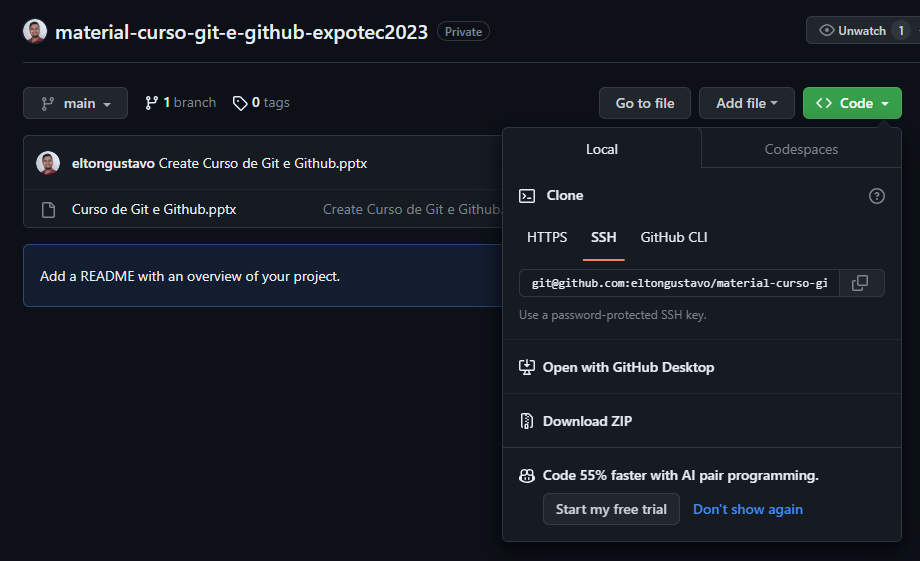 material-curso-git-e-github-expotec2023 Private Unwatch 1
main 1 branch 0 tags Go to file Add file Code
Local Codespaces
eltongustavo Create Curso de Git e Github.pptx
Clone
Curso de Git e Github.pptx Create Curso de Git e Github.
HTTPS SSH GitHub CLI
Add a README with an overview of your project.
git@github.com:eltongustavo/material-curso-gi
Use a password-protected SSH key.
Open with GitHub Desktop
Download ZIP
Code 55% faster with AI pair programming.
Start my free trial Don't show again